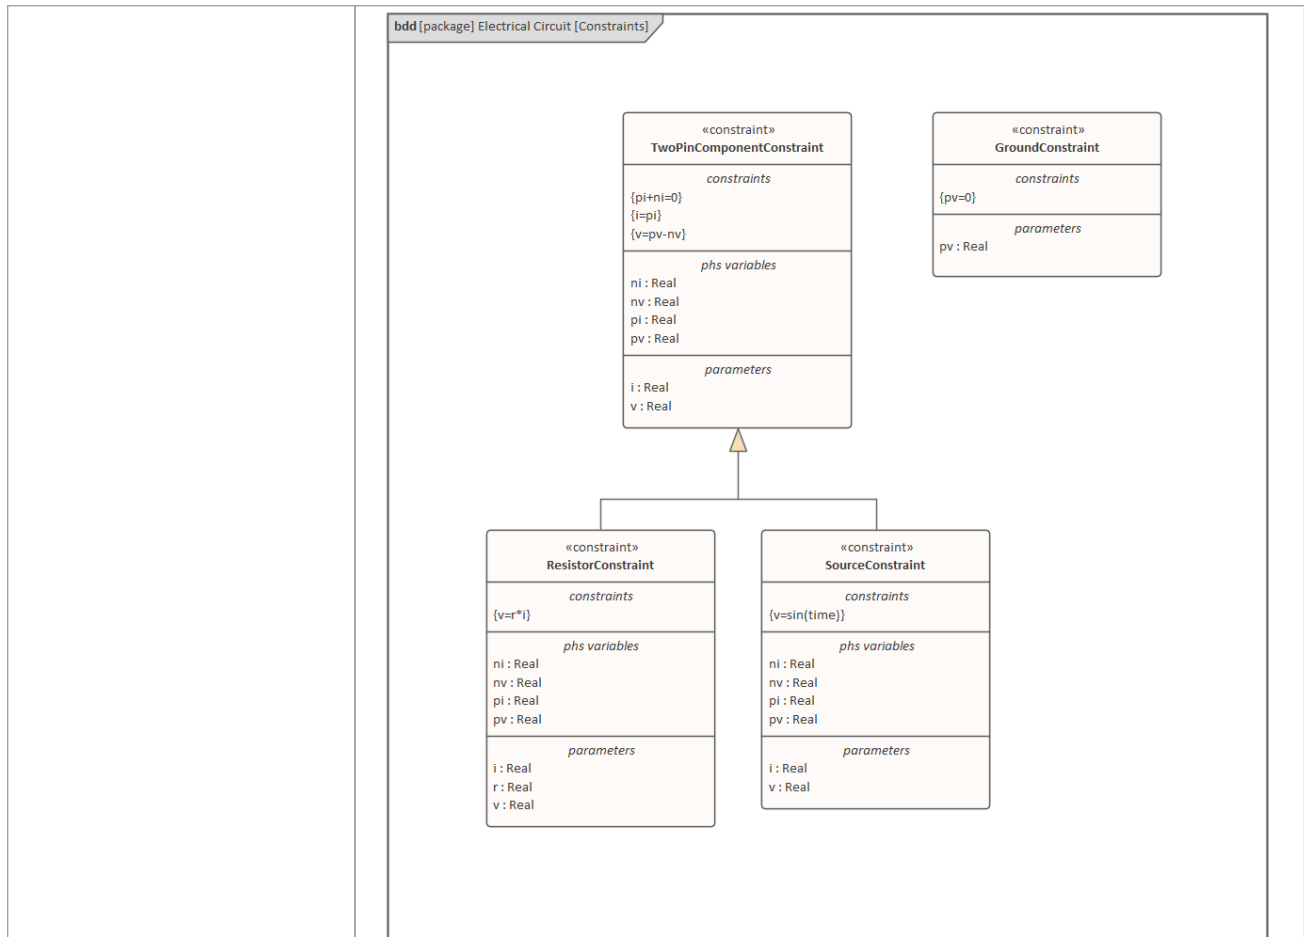 bdd [package] Electrical Circuit [Constraints]
«constraint»
TwoPinComponentConstraint
constraints
{pi+ni=0}
{i=pi}
{v=pv-nv}
phs variables
ni : Real
nv : Real
pi : Real
pv : Real
parameters
i : Real
v : Real
«constraint»
GroundConstraint
constraints
{pv=0}
parameters
pv : Real
«constraint»
ResistorConstraint
constraints
{v=r*i}
phs variables
ni : Real
nv : Real
pi : Real
pv : Real
parameters
i : Real
r : Real
v : Real
«constraint»
SourceConstraint
constraints
{v=sin(time)}
phs variables
ni : Real
nv : Real
pi : Real
pv : Real
parameters
i : Real
v : Real